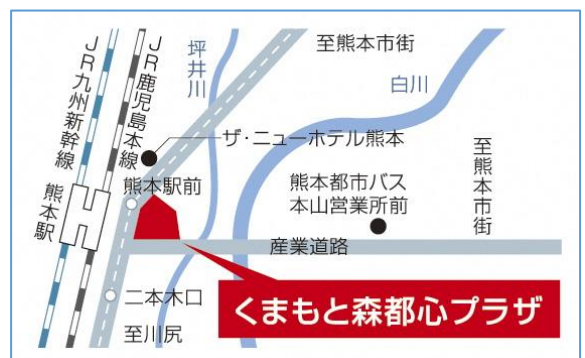 至熊本市街
坪井川
白川
JR鹿児島本線
JR九州新幹線
ザ・ニューホテル熊本
至熊本市街
熊本駅前
熊本都市バス
本山営業所前
熊本駅
産業道路
二本木口
くまもと森都心プラザ
至川尻